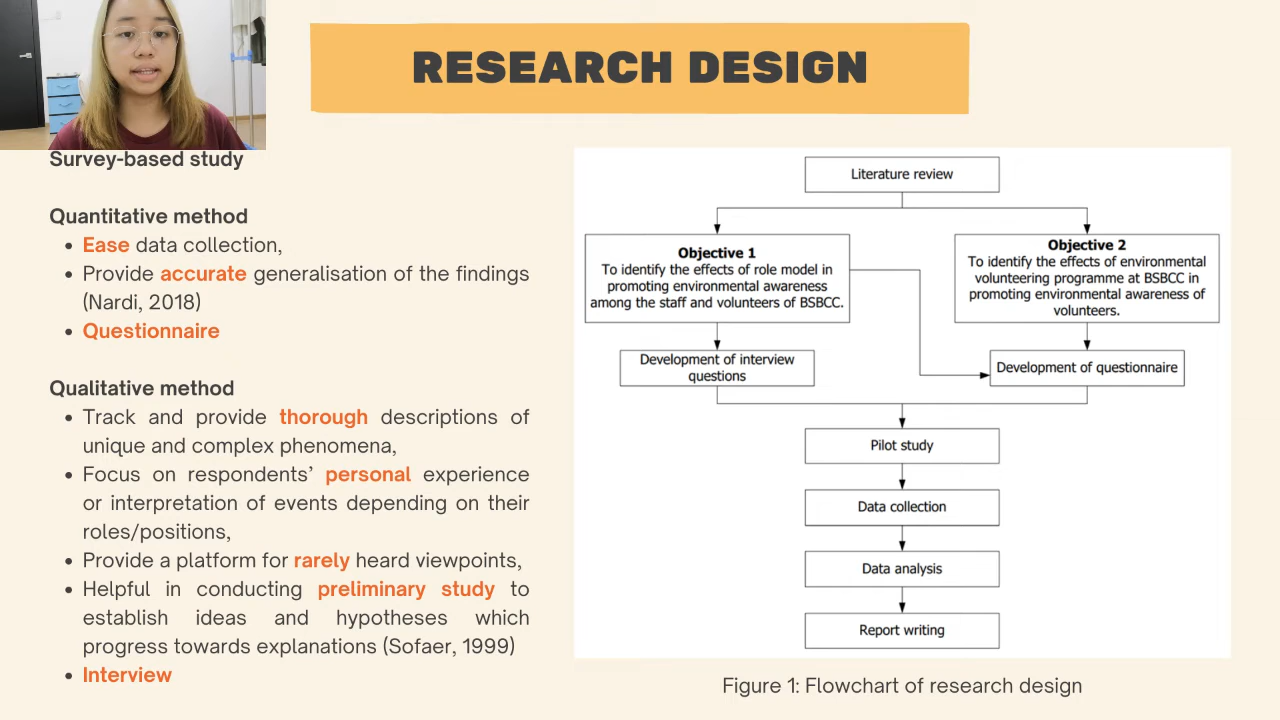 RESEARCH DESIGN
Survey-based study
Quantitative method
• Ease data collection,
• Provide accurate generalisation of the findings
(Nardi, 2018)
• Questionnaire
Qualitative method
• Track and provide thorough descriptions of
unique and complex phenomena,
• Focus on respondents’ personal experience
or interpretation of events depending on their
roles/positions,
• Provide a platform for rarely heard viewpoints,
• Helpful in conducting preliminary study to
establish ideas and hypotheses which
progress towards explanations (Sofaer, 1999)
• Interview
Literature review
Objective 1
To identify the effects of role model in
promoting environmental awareness
among the staff and volunteers of BSBCC.
Objective 2
To identify the effects of environmental
volunteering programme at BSBCC in
promoting environmental awareness of
volunteers.
Development of interview
questions
Development of questionnaire
Pilot study
Data collection
Data analysis
Report writing
Figure 1: Flowchart of research design